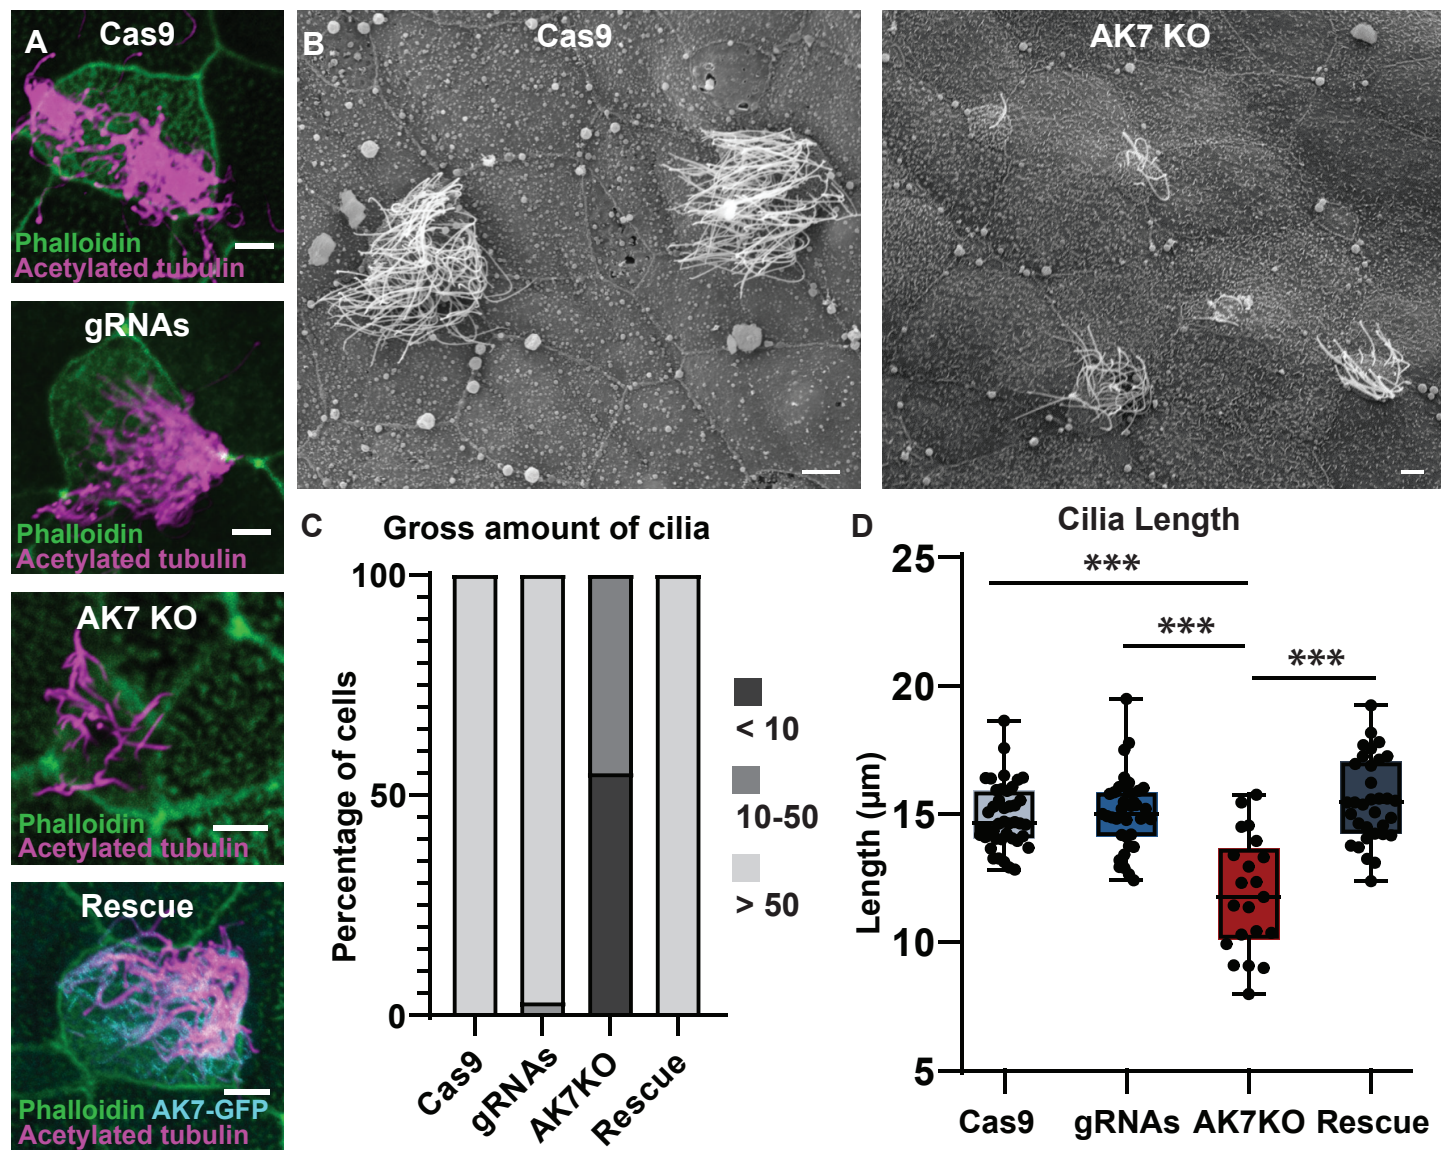 A
Cas9
Phalloidin
Acetylated tubulin
gRNAs
Phalloidin
Acetylated tubulin
AK7 KO
Phalloidin
Acetylated tubulin
Rescue
Phalloidin AK7-GFP
Acetylated tubulin
B
Cas9
AK7 KO
C
Gross amount of cilia
Percentage of cells
100
50
0
Cas9
gRNAs
AK7KO
Rescue
< 10
10-50
> 50
D
Cilia Length
Length (µm)
25
20
15
10
5
***
***
***
Cas9
gRNAs
AK7KO
Rescue